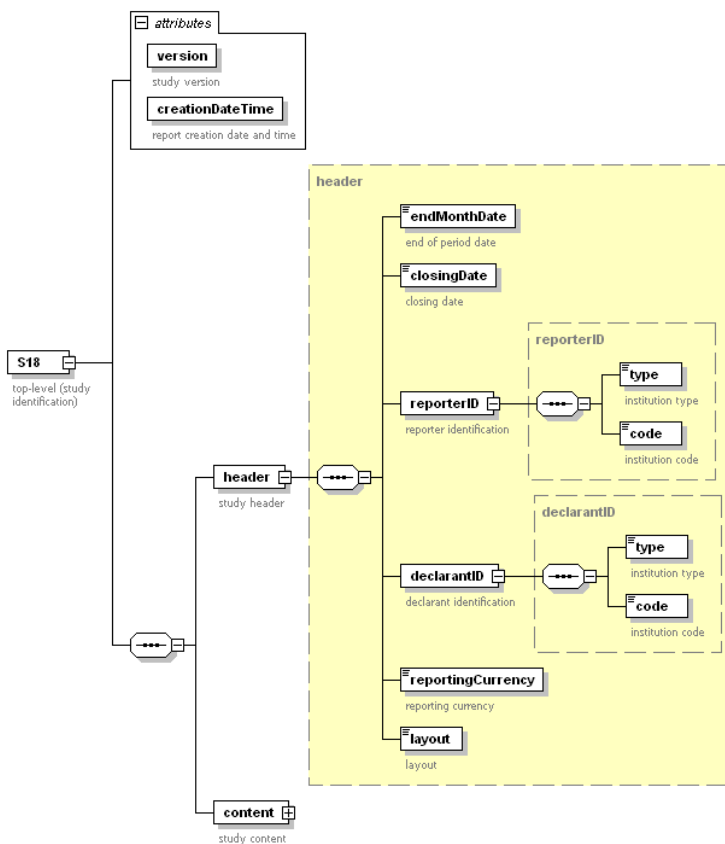 attributes
version
study version
creationDateTime
report creation date and time
header
endMonthDate
end of period date
closingDate
closing date
reporterID
type
institution type
code
institution code
reporterID
reporter identification
S18
top-level (study
identification)
header
study header
declarantID
type
institution type
code
institution code
declarantID
declarant identification
reportingCurrency
reporting currency
layout
layout
content
study content